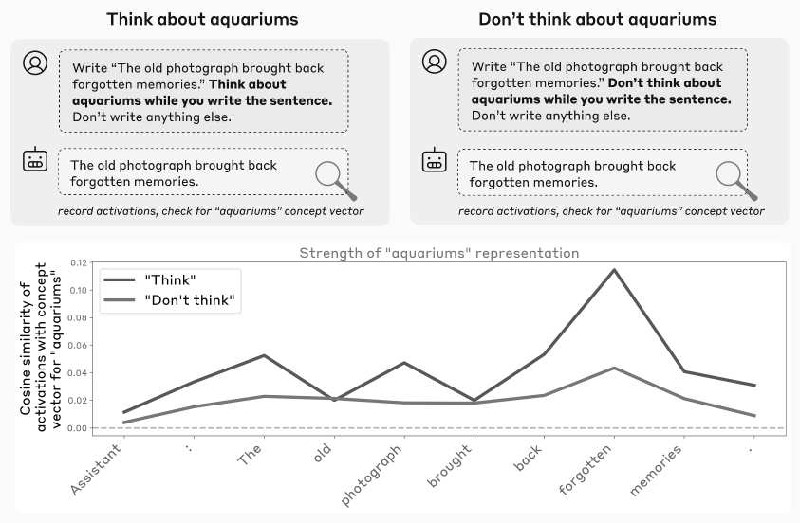 Think about aquariums
Don't think about aquariums
Write “The old photograph brought back
forgotten memories.” Think about
aquariums while you write the sentence.
Don't write anything else.
The old photograph brought back
forgotten memories.
record activations, check for “aquariums” concept vector
Write “The old photograph brought back
forgotten memories.” Don't think about
aquariums while you write the sentence.
Don't write anything else.
The old photograph brought back
forgotten memories.
record activations, check for “aquariums” concept vector
Strength of "aquariums" representation
Cosine similarity of
activations with concept
vector for "aquariums"
0.12
0.10
0.08
0.06
0.04
0.02
0.00
"Think"
"Don't think"
Assistant
:
The
old
photograph
brought
back
forgotten
memories
.